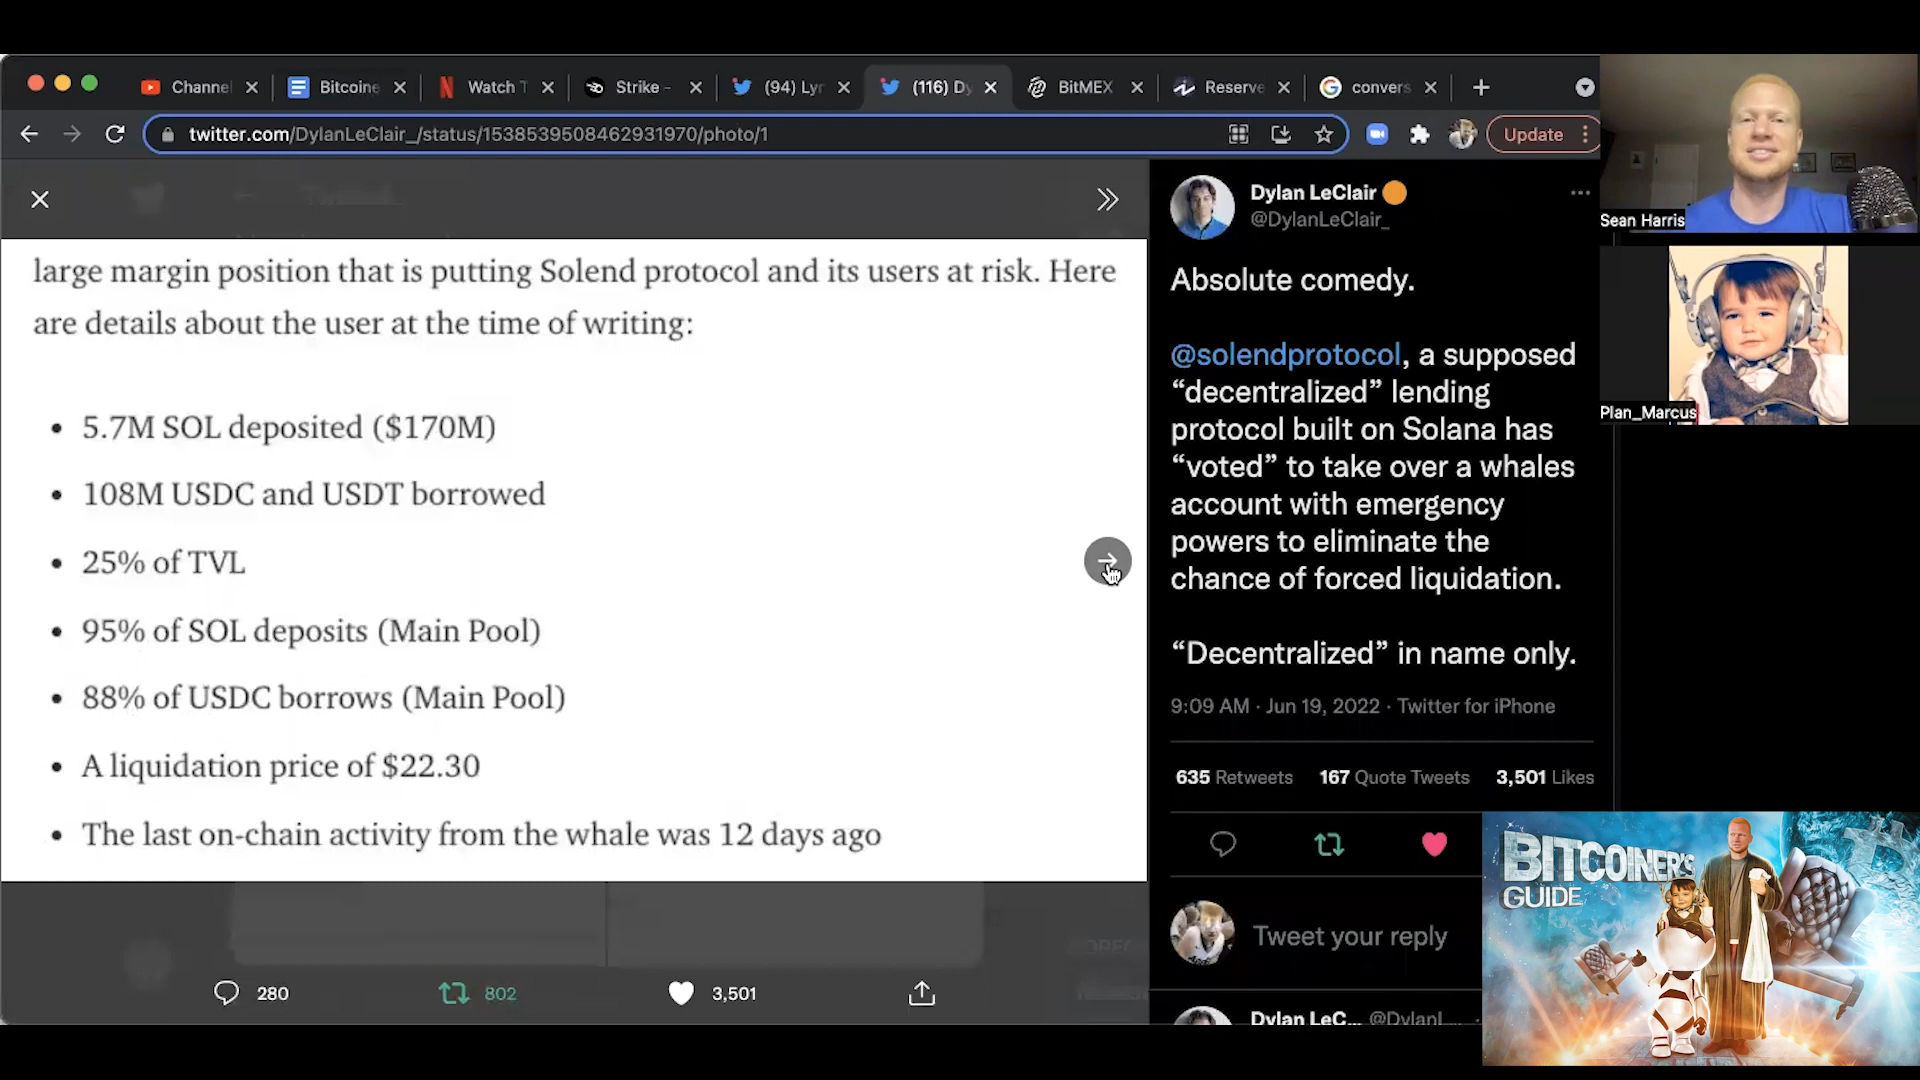 Channel
Bitcoine
Watch T
Strike -
(94) Lyn
(116) Dy
BitMEX
Reserve
convers
twitter.com/DylanLeClair_/status/1538539508462931970/photo/1
Update
large margin position that is putting Solend protocol and its users at risk. Here
are details about the user at the time of writing:
• 5.7M SOL deposited ($170M)
• 108M USDC and USDT borrowed
• 25% of TVL
• 95% of SOL deposits (Main Pool)
• 88% of USDC borrows (Main Pool)
• A liquidation price of $22.30
• The last on-chain activity from the whale was 12 days ago
280
802
3,501
Dylan LeClair
@DylanLeClair_
Absolute comedy.
@solendprotocol, a supposed
“decentralized” lending
protocol built on Solana has
“voted” to take over a whales
account with emergency
powers to eliminate the
chance of forced liquidation.
“Decentralized” in name only.
9:09 AM · Jun 19, 2022 · Twitter for iPhone
635 Retweets 167 Quote Tweets 3,501 Likes
Tweet your reply
Dylan LeC... @DylanL...
Sean Harris
Plan_Marcus
BITCOINER'S
GUIDE